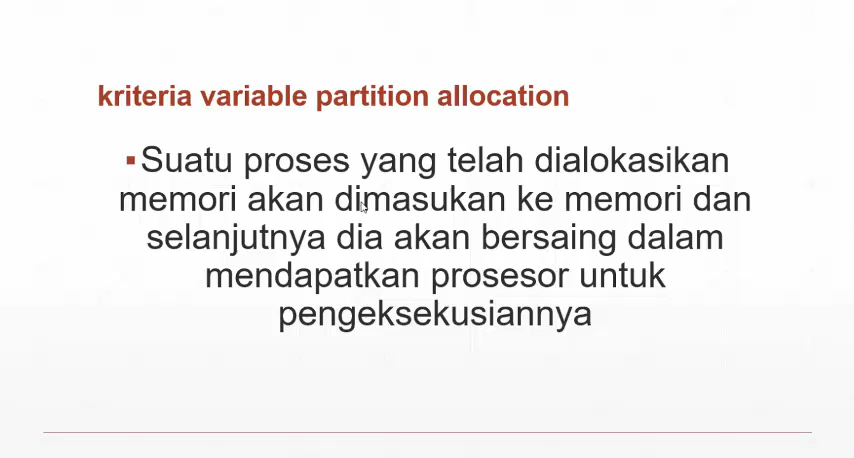 kriteria variable partition allocation
▪Suatu proses yang telah dialokasikan
memori akan dimasukan ke memori dan
selanjutnya dia akan bersaing dalam
mendapatkan prosesor untuk
pengeksekusiannya